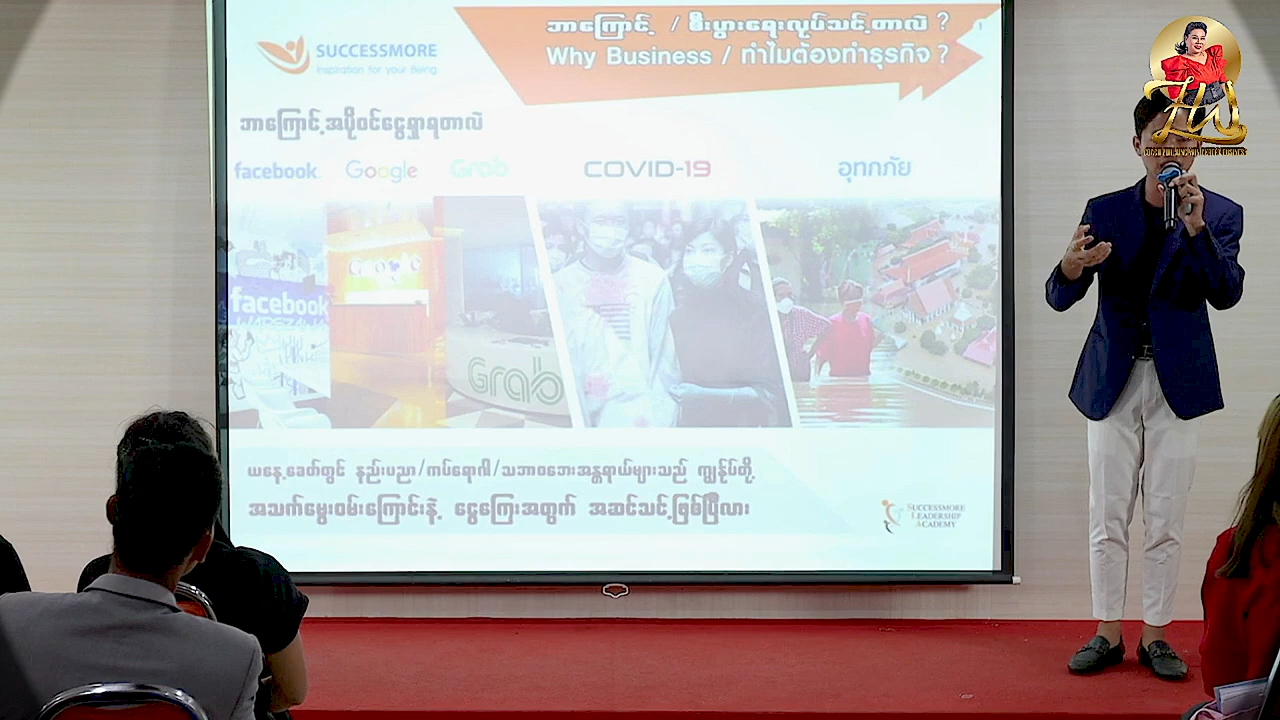 ဘာကြောင့် / စီးပွားရေးလုပ်သင့်တာလဲ ?
Why Business / ทำไมต้องทำธุรกิจ ?
SUCCESSMORE
Inspiration for your Being
ဘာကြောင့်အပိုဝင်ငွေရှာရတာလဲ
facebook Google Grab COVID-19 อุทกภัย
Google
facebook
Grab
ယနေ့ခေတ်တွင် နည်းပညာ/ကပ်ရောဂါ/သဘာဝဘေးအန္တရာယ်များသည် ကျွန်ုပ်တို့
အသက်မွေးဝမ်းကြောင်းနဲ့ ငွေကြေးအတွက် အဆင်သင့်ဖြစ်ပြီလား
SUCCESSMORE
LEADERSHIP
ACADEMY